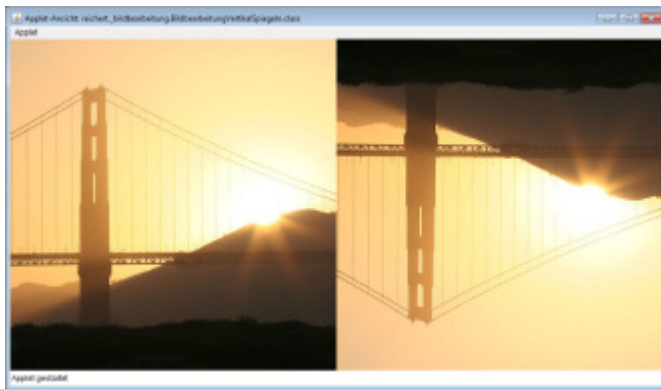 Applet-Ansicht: reichert_bildbearbeitung.BildbearbeitungVertikalSpiegeln.class
Applet
Applet gestartet